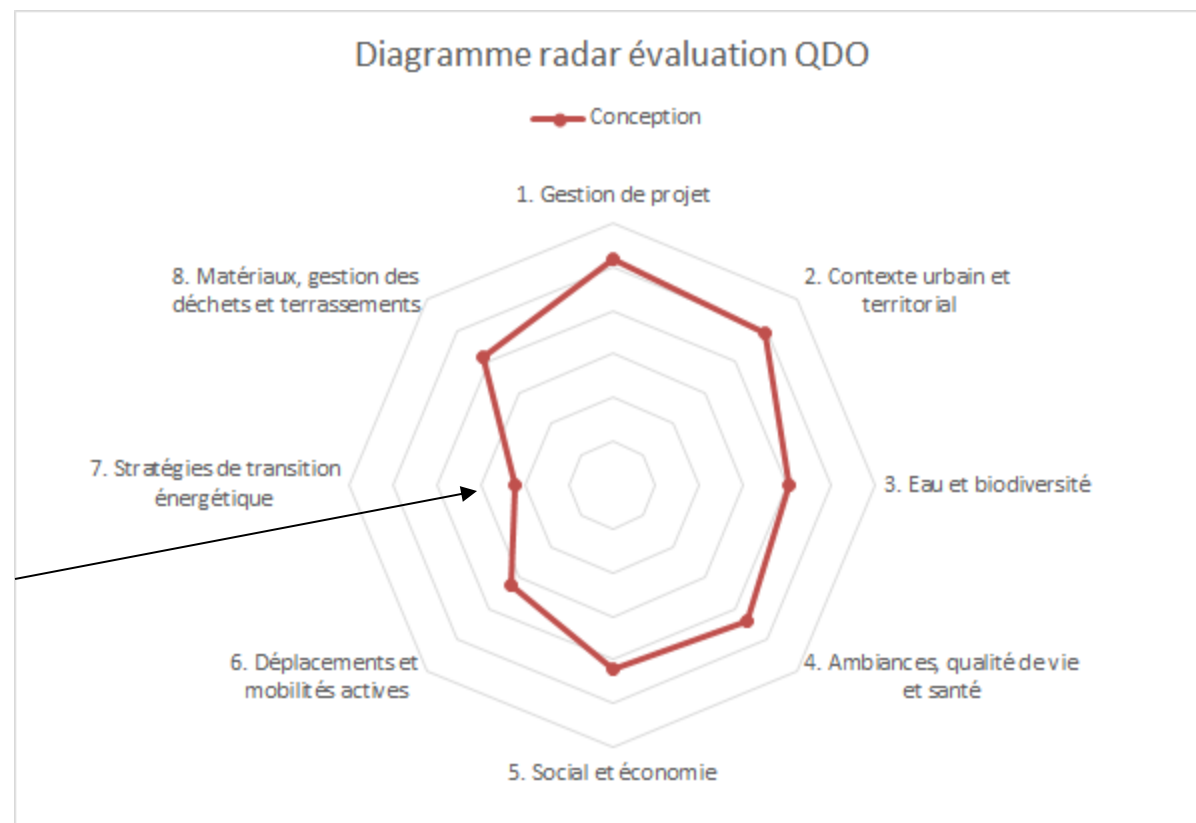 Diagramme radar évaluation QDO
Conception
1. Gestion de projet
2. Contexte urbain et
territorial
3. Eau et biodiversité
4. Ambiances, qualité de vie
et santé
5. Social et économie
6. Déplacements et
mobilités actives
7. Stratégies de transition
énergétique
8. Matériaux, gestion des
déchets et terrassements